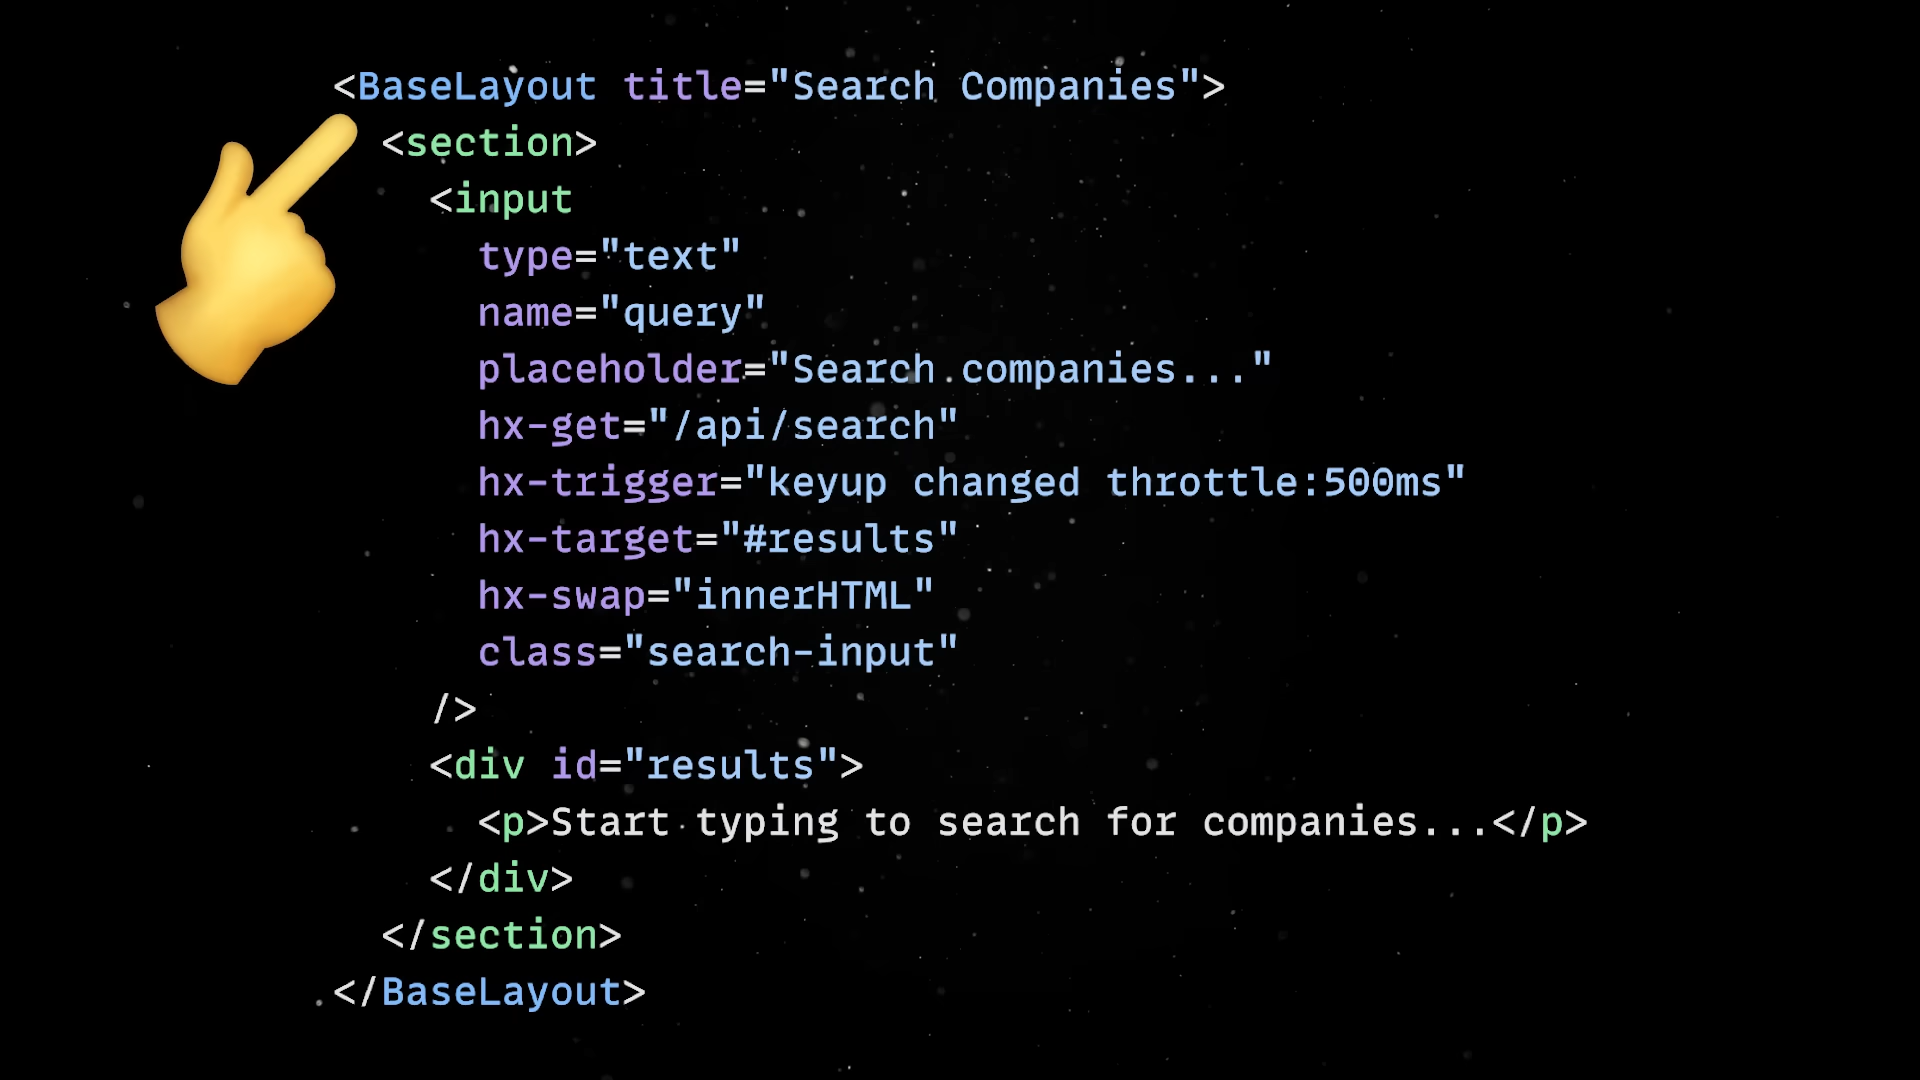 <BaseLayout title="Search Companies">
<section>
<input
type="text"
name="query"
placeholder="Search companies..."
hx-get="/api/search"
hx-trigger="keyup changed throttle:500ms"
hx-target="#results"
hx-swap="innerHTML"
class="search-input"
/>
<div id="results">
<p>Start typing to search for companies...</p>
</div>
</section>
</BaseLayout>